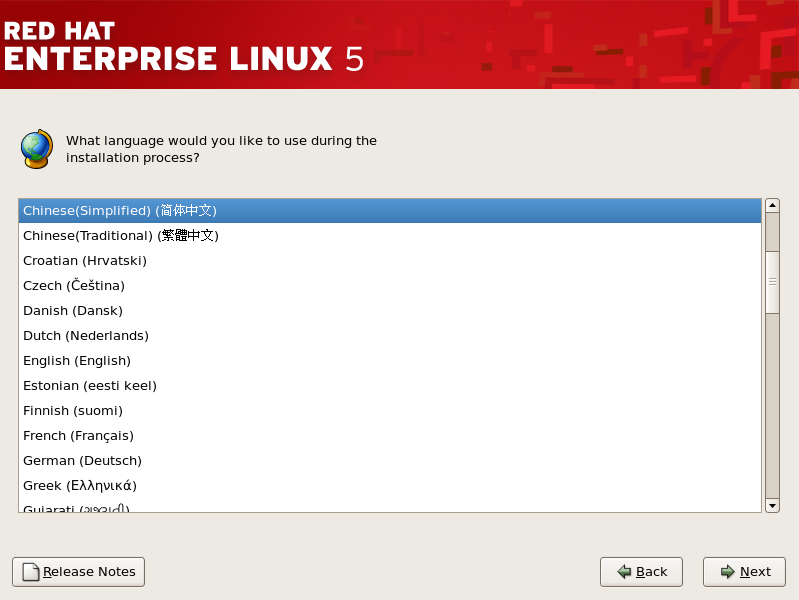 RED HAT
ENTERPRISE LINUX 5
What language would you like to use during the
installation process?
Chinese(Simplified) (简体中文)
Chinese(Traditional) (繁體中文)
Croatian (Hrvatski)
Czech (Čeština)
Danish (Dansk)
Dutch (Nederlands)
English (English)
Estonian (eesti keel)
Finnish (suomi)
French (Français)
German (Deutsch)
Greek (Ελληνικά)
Gujarati
Release Notes
Back
Next